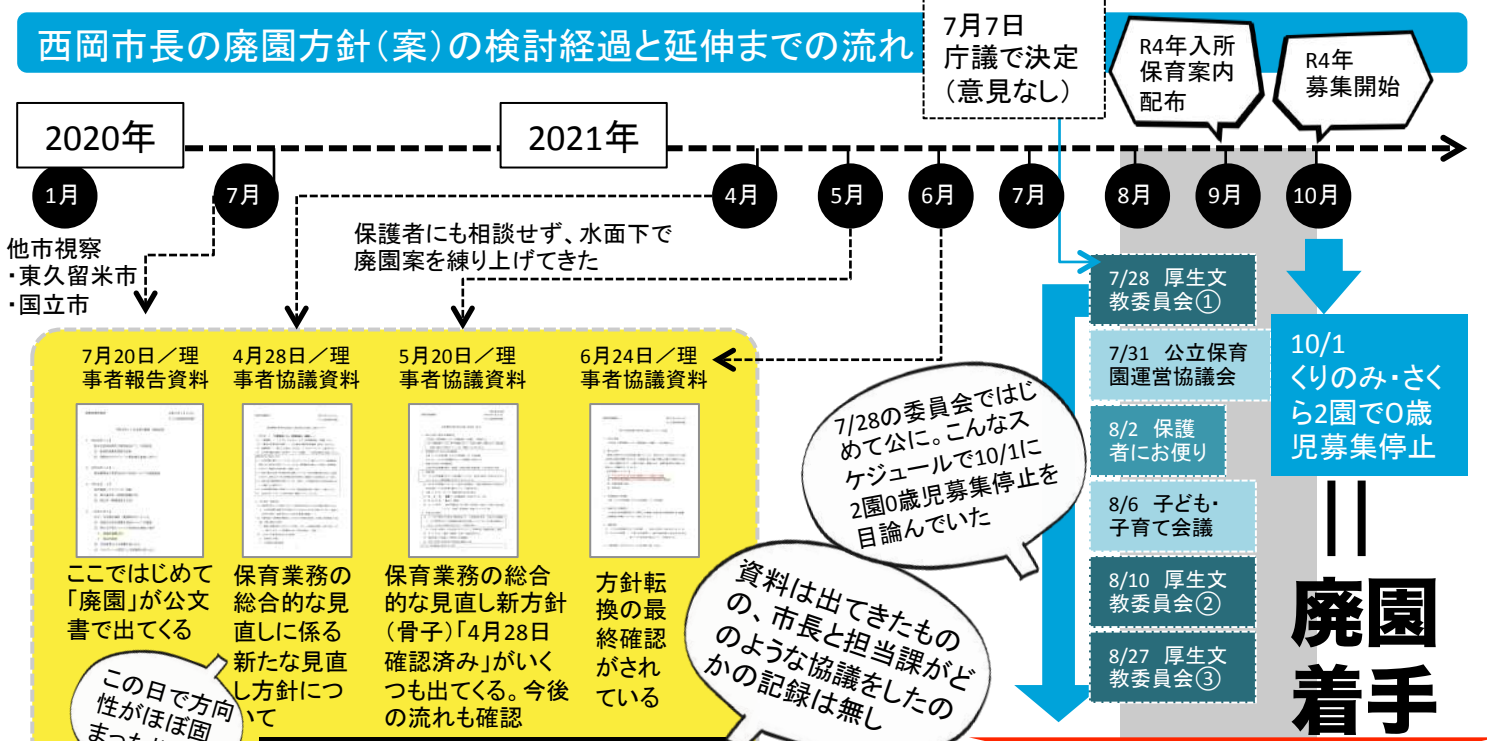 西岡市長の廃園方針(案)の検討経過と延伸までの流れ
7月7日
庁議で決定
(意見なし)
R4年入所
保育案内
配布
R4年
募集開始
2020年
2021年
1月
7月
4月
5月
6月
7月
8月
9月
10月
他市視察
・東久留米市
・国立市
保護者にも相談せず、水面下で
廃園案を練り上げてきた
7月20日/理
事者報告資料
4月28日/理
事者協議資料
5月20日/理
事者協議資料
6月24日/理
事者協議資料
ここではじめて
「廃園」が公文
書で出てくる
保育業務の
総合的な見
直しに係る
新たな見直
し方針につ
いて
保育業務の総合
的な見直し新方針
(骨子)「4月28日
確認済み」がいく
つも出てくる。今後
の流れも確認
方針転
換の最
終確認
がされ
ている
この日で方向
性がほぼ固
7/28の委員会ではじ
めて公に。こんなス
ケジュールで10/1に
2園0歳児募集停止を
目論んでいた
資料は出てきたもの
の、市長と担当課がど
のような協議をしたの
かの記録は無し
7/28 厚生文
教委員会①
7/31 公立保育
園運営協議会
8/2 保護
者にお便り
8/6 子ども・
子育て会議
8/10 厚生文
教委員会②
8/27 厚生文
教委員会③
10/1
くりのみ・さく
ら2園で0歳
児募集停止
廃園
着手